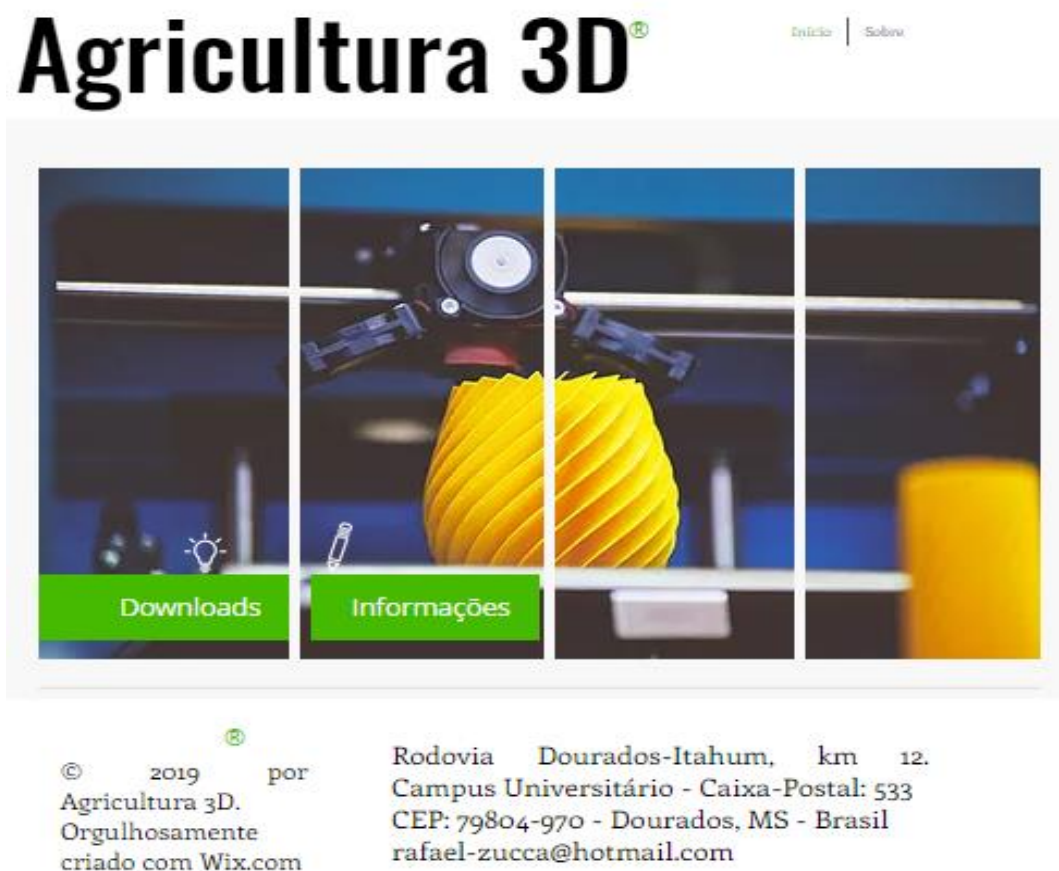 Agricultura 3D®
Início | Sobre
Downloads
Informações
®
© 2019 por
Agricultura 3D.
Orgulhosamente
criado com Wix.com
Rodovia Dourados-Itahum, km 12.
Campus Universitário - Caixa-Postal: 533
CEP: 79804-970 - Dourados, MS - Brasil
rafael-zucca@hotmail.com